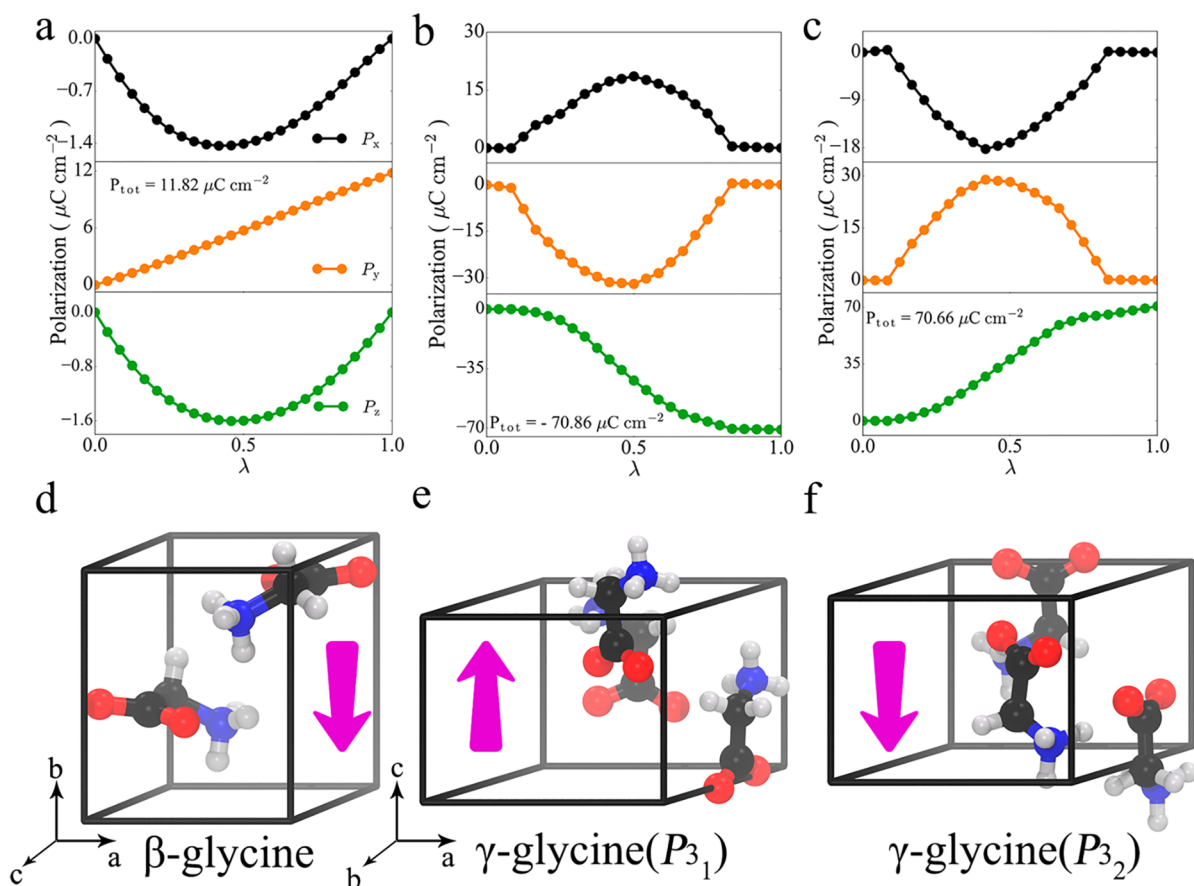 a
b
c
Polarization ( μC cm⁻²)
0.0
−0.7
−1.4
Pₓ
12
6
0
Pₜₒₜ = 11.82 μC cm⁻²
P_y
0.0
−0.8
−1.6
P_z
0.0
0.5
1.0
λ
Polarization ( μC cm⁻²)
30
15
0
0
−15
−30
0
−35
−70
Pₜₒₜ = - 70.86 μC cm⁻²
0.0
0.5
1.0
λ
Polarization ( μC cm⁻²)
0
−9
−18
30
15
0
70
35
0
Pₜₒₜ = 70.66 μC cm⁻²
0.0
0.5
1.0
λ
d
e
f
b
c
a
β-glycine
c
b
a
γ-glycine(P3₁)
γ-glycine(P3₂)